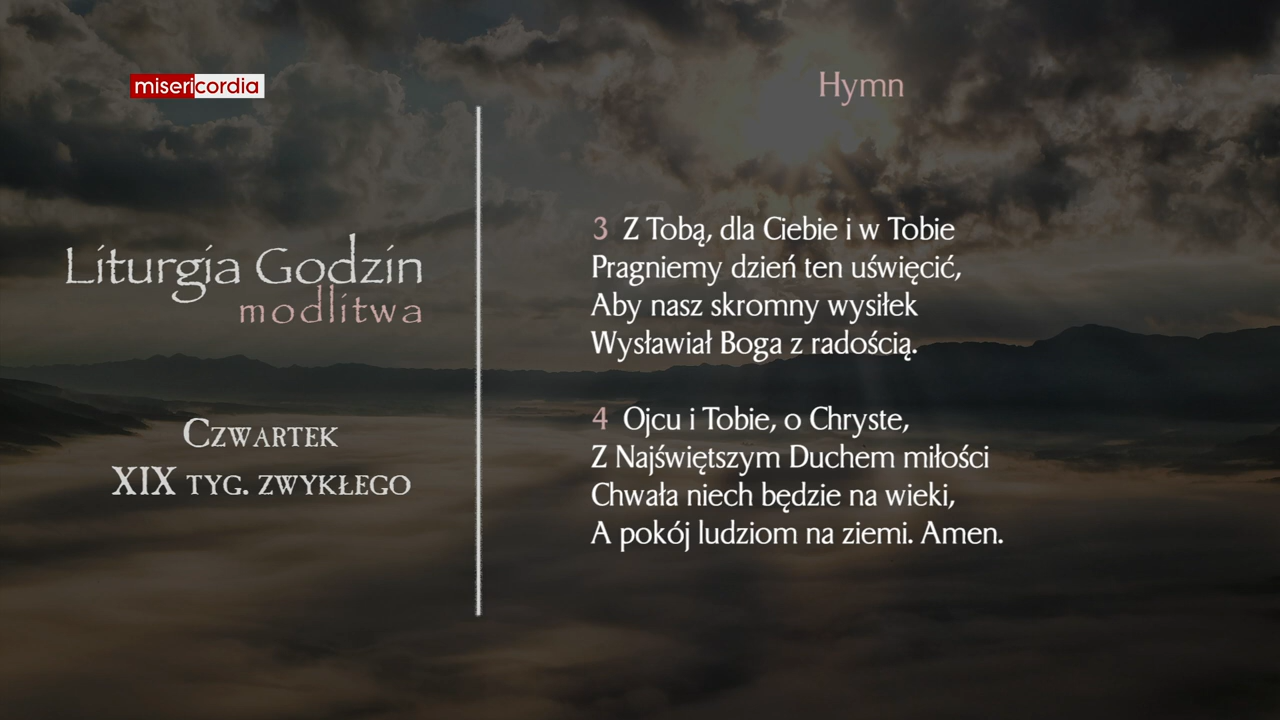 misericordia
Liturgia Godzin
modlitwa
Czwartek
XIX tyg. zwykłego
Hymn
3 Z Tobą, dla Ciebie i w Tobie
Pragniemy dzień ten uświęcić,
Aby nasz skromny wysiłek
Wysławiał Boga z radością.
4 Ojcu i Tobie, o Chryste,
Z Najświętszym Duchem miłości
Chwała niech będzie na wieki,
A pokój ludziom na ziemi. Amen.